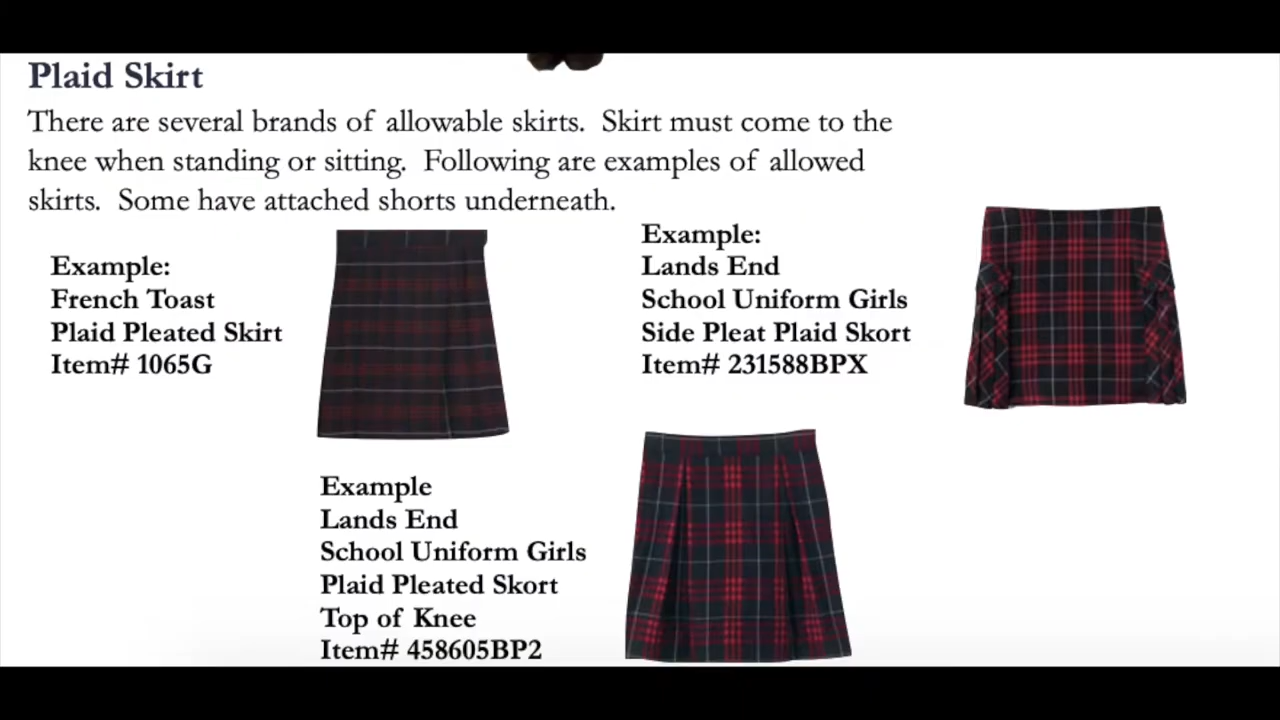 Plaid Skirt
There are several brands of allowable skirts.  Skirt must come to the
knee when standing or sitting.  Following are examples of allowed
skirts.  Some have attached shorts underneath.
Example:
French Toast
Plaid Pleated Skirt
Item# 1065G
Example:
Lands End
School Uniform Girls
Side Pleat Plaid Skort
Item# 231588BPX
Example
Lands End
School Uniform Girls
Plaid Pleated Skort
Top of Knee
Item# 458605BP2